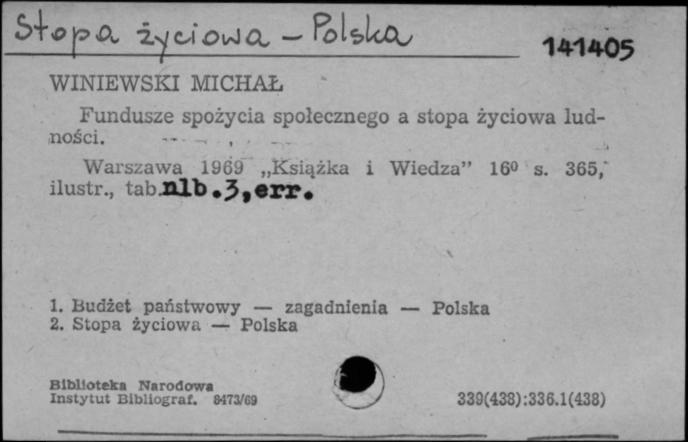 Stopa życiowa – Polska
141405
WINIEWSKI MICHAŁ
Fundusze spożycia społecznego a stopa życiowa lud-
ności.
Warszawa 1969 „Książka i Wiedza” 16⁰ s. 365,
ilustr., tab.nlb.3,err.
1. Budżet państwowy — zagadnienia — Polska
2. Stopa życiowa — Polska
Biblioteka Narodowa
Instytut Bibliograf. 8473/69
339(438):336.1(438)